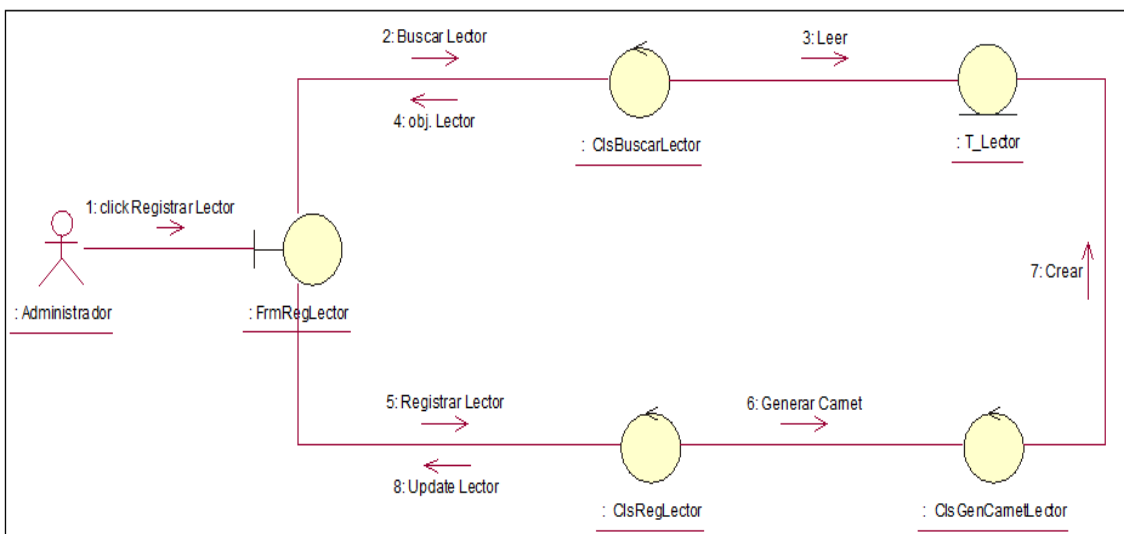 2: Buscar Lector
3: Leer
4: obj. Lector
: ClsBuscarLector
: T_Lector
1: click Registrar Lector
7: Crear
: Administrador
: FrmRegLector
5: Registrar Lector
6: Generar Carnet
8: Update Lector
: ClsRegLector
: ClsGenCarnetLector